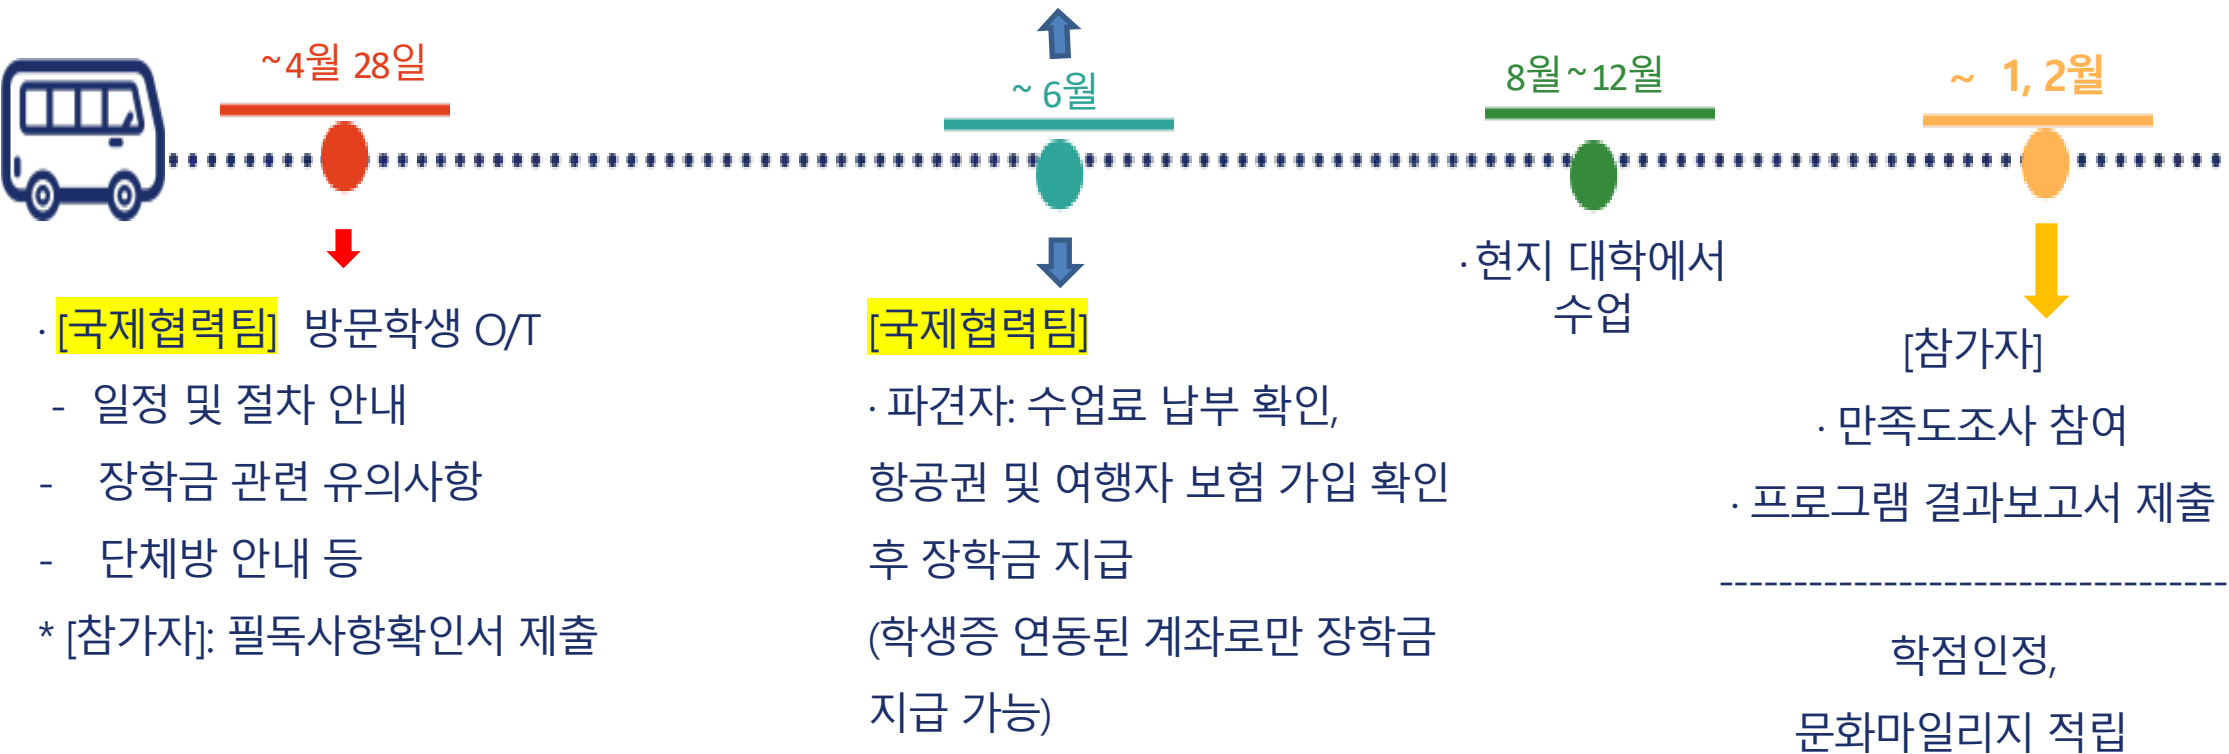 ~4월 28일
· [국제협력팀] 방문학생 O/T
- 일정 및 절차 안내
- 장학금 관련 유의사항
- 단체방 안내 등
* [참가자]: 필독사항확인서 제출
~ 6월
[국제협력팀]
· 파견자: 수업료 납부 확인,
항공권 및 여행자 보험 가입 확인
후 장학금 지급
(학생증 연동된 계좌로만 장학금
지급 가능)
8월~12월
· 현지 대학에서
수업
~ 1, 2월
[참가자]
· 만족도조사 참여
· 프로그램 결과보고서 제출
----------------------------------
학점인정,
문화마일리지 적립